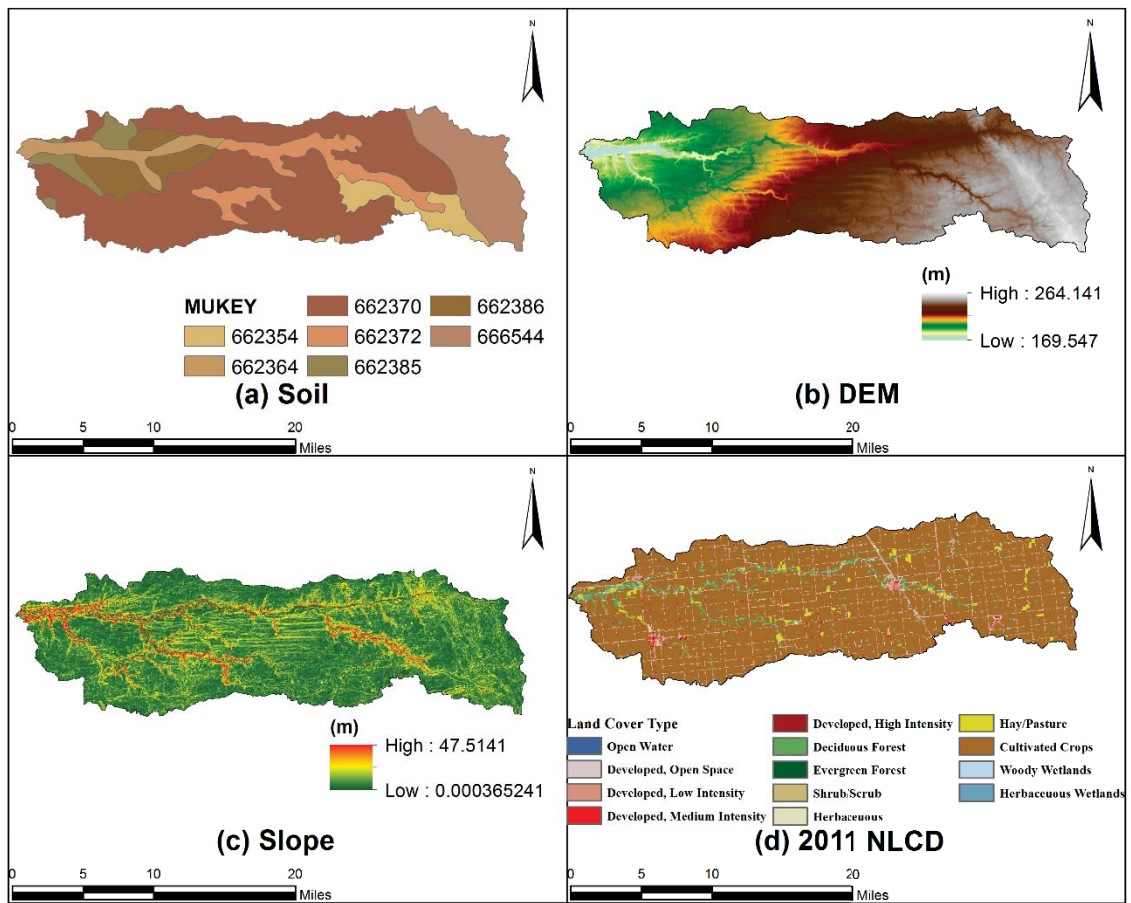 N
MUKEY
662354
662364
662370
662372
662385
662386
666544
(a) Soil
0 5 10 20
Miles
N
(m)
High : 264.141
Low : 169.547
(b) DEM
0 5 10 20
Miles
N
(m)
High : 47.5141
Low : 0.000365241
(c) Slope
0 5 10 20
Miles
N
Land Cover Type
Open Water
Developed, Open Space
Developed, Low Intensity
Developed, Medium Intensity
Developed, High Intensity
Deciduous Forest
Evergreen Forest
Shrub/Scrub
Herbaceuous
Hay/Pasture
Cultivated Crops
Woody Wetlands
Herbaceuous Wetlands
(d) 2011 NLCD
0 5 10 20
Miles